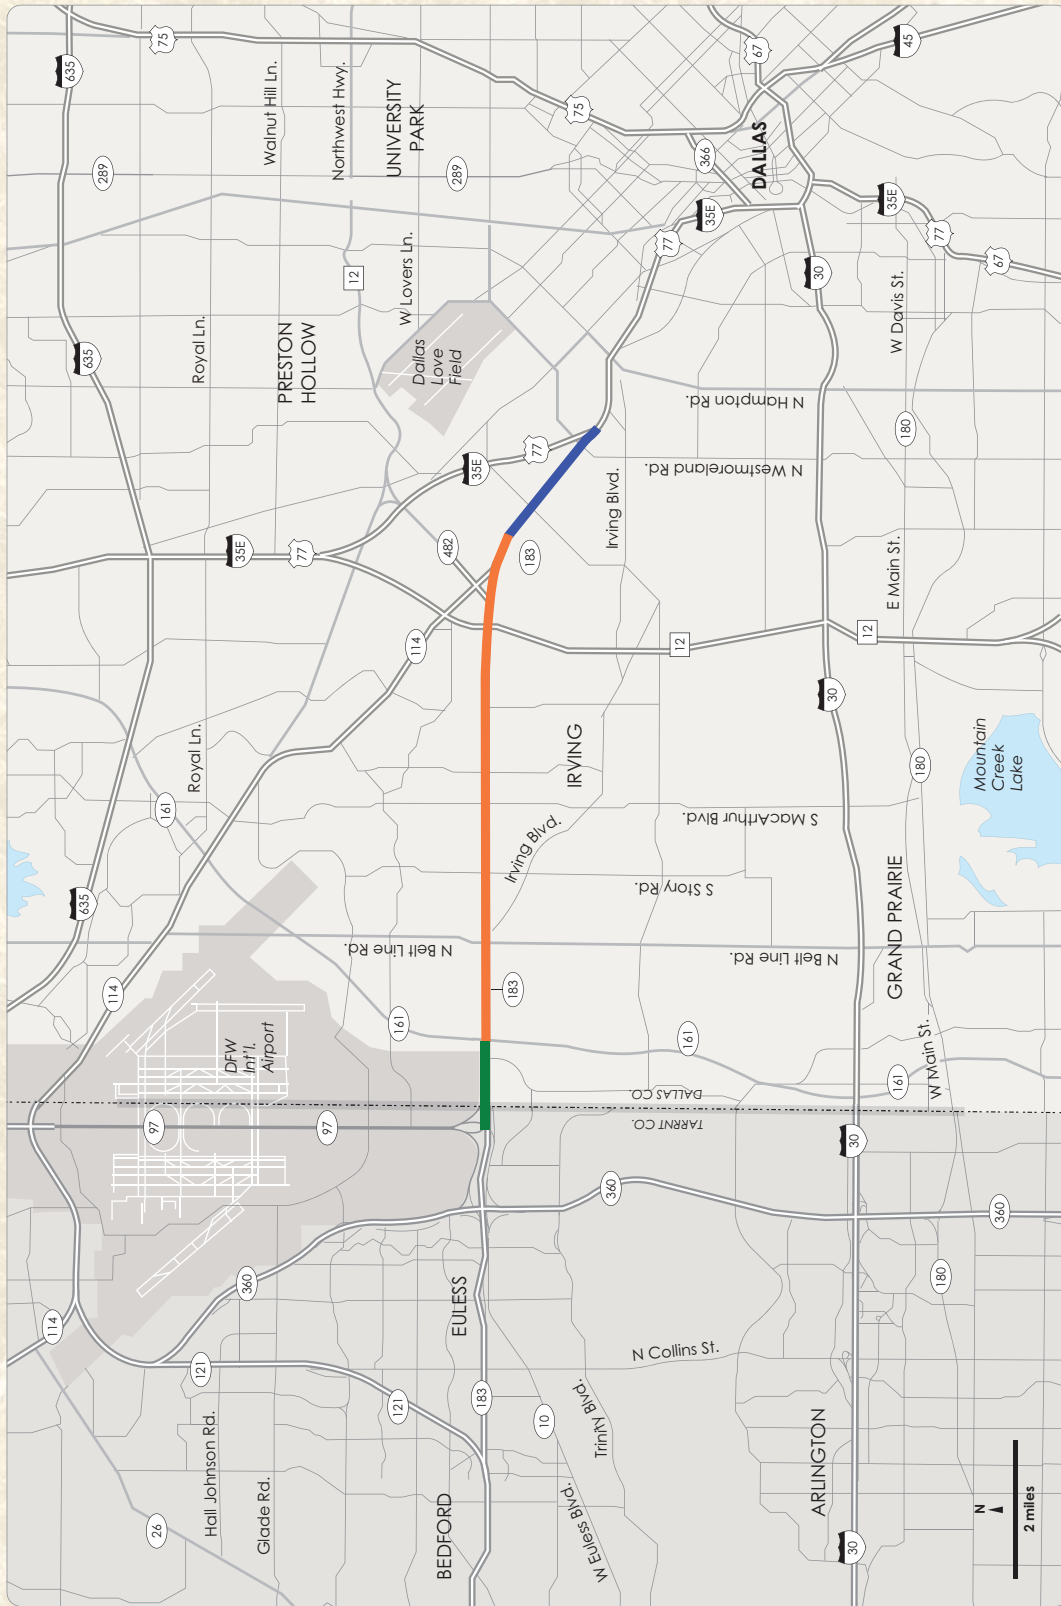 26
114
121
Hall Johnson Rd.
Glade Rd.
360
97
97
114
DFW
Int'l.
Airport
635
161
Royal Ln.
635
35E
77
Royal Ln.
PRESTON
HOLLOW
12
289
635
75
Walnut Hill Ln.
Northwest Hwy.
UNIVERSITY
PARK
289
W Lovers Ln.
Dallas
Love
Field
121
161
N Belt Line Rd.
114
482
35E
77
75
BEDFORD
183
EULESS
183
183
Irving Blvd.
10
W Euless Blvd.
Trinity Blvd.
360
Irving Blvd.
IRVING
N Collins St.
TARRNT CO.
DALLAS CO.
161
S Story Rd.
S MacArthur Blvd.
N Belt Line Rd.
12
N Westmoreland Rd.
N Hampton Rd.
77
35E
366
DALLAS
67
45
ARLINGTON
30
30
30
30
12
35E
77
67
161
W Main St.
GRAND PRAIRIE
180
E Main St.
180
W Davis St.
180
360
Mountain
Creek
Lake
N
2 miles